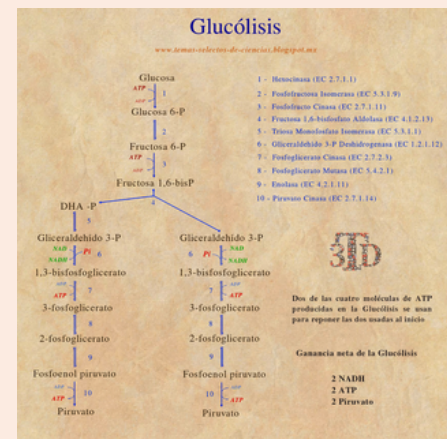 Glucólisis
www.temas-selectos-de-ciencias.blogspot.mx
Glucosa
ATP
ADP
1
Glucosa 6-P
2
Fructosa 6-P
ATP
ADP
3
Fructosa 1,6-bisP
4
DHA -P
5
Gliceraldehido 3-P
Gliceraldehido 3-P
NAD
Pi
6
NADH
6
Pi
NAD
NADH
1,3-bisfosfoglicerato
1,3-bisfosfoglicerato
ADP
7
ATP
7
ADP
ATP
3-fosfoglicerato
3-fosfoglicerato
8
8
2-fosfoglicerato
2-fosfoglicerato
9
9
Fosfoenol piruvato
Fosfoenol piruvato
ADP
10
ATP
10
ADP
ATP
Piruvato
Piruvato
1 - Hexocinasa (EC 2.7.1.1)
2 - Fosfofructosa Isomerasa (EC 5.3.1.9)
3 - Fosfofructo Cinasa (EC 2.7.1.11)
4 - Fructosa 1,6-bisfosfato Aldolasa (EC 4.1.2.13)
5 - Triosa Monofosfato Isomerasa (EC 5.3.1.1)
6 - Gliceraldehido 3-P Deshidrogenasa (EC 1.2.1.12)
7 - Fosfoglicerato Cinasa (EC 2.7.2.3)
8 - Fosfoglicerato Mutasa (EC 5.4.2.1)
9 - Enolasa (EC 4.2.1.11)
10 - Piruvato Cinasa (EC 2.7.1.14)
Dos de las cuatro moléculas de ATP
producidas en la Glucólisis se usan
para reponer las dos usadas al inicio
Ganancia neta de la Glucólisis
2 NADH
2 ATP
2 Piruvato